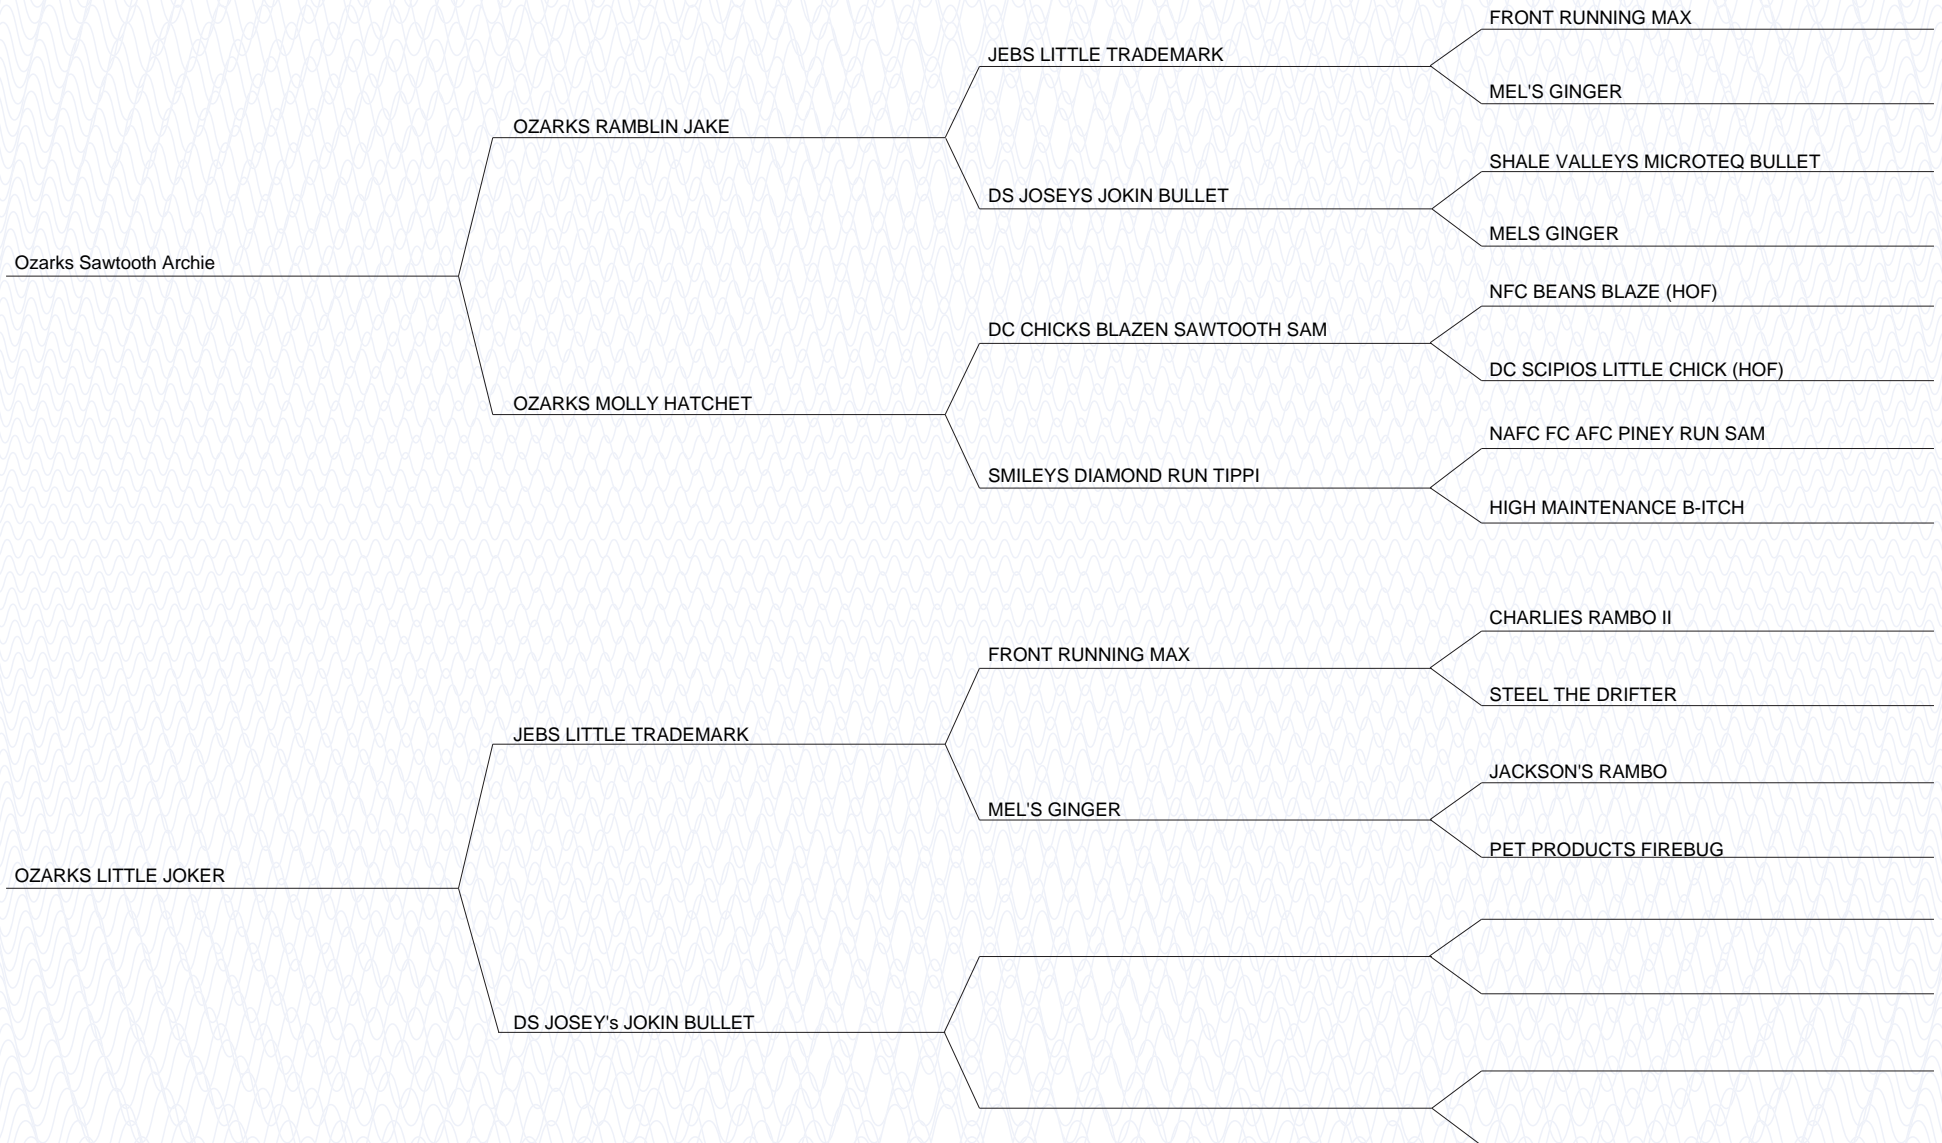 FRONT RUNNING MAX
JEBS LITTLE TRADEMARK
MEL'S GINGER
OZARKS RAMBLIN JAKE
SHALE VALLEYS MICROTEQ BULLET
DS JOSEYS JOKIN BULLET
MELS GINGER
Ozarks Sawtooth Archie
NFC BEANS BLAZE (HOF)
DC CHICKS BLAZEN SAWTOOTH SAM
DC SCIPIOS LITTLE CHICK (HOF)
OZARKS MOLLY HATCHET
NAFC FC AFC PINEY RUN SAM
SMILEYS DIAMOND RUN TIPPI
HIGH MAINTENANCE B-ITCH
CHARLIES RAMBO II
FRONT RUNNING MAX
STEEL THE DRIFTER
JEBS LITTLE TRADEMARK
JACKSON'S RAMBO
MEL'S GINGER
PET PRODUCTS FIREBUG
OZARKS LITTLE JOKER
DS JOSEY's JOKIN BULLET